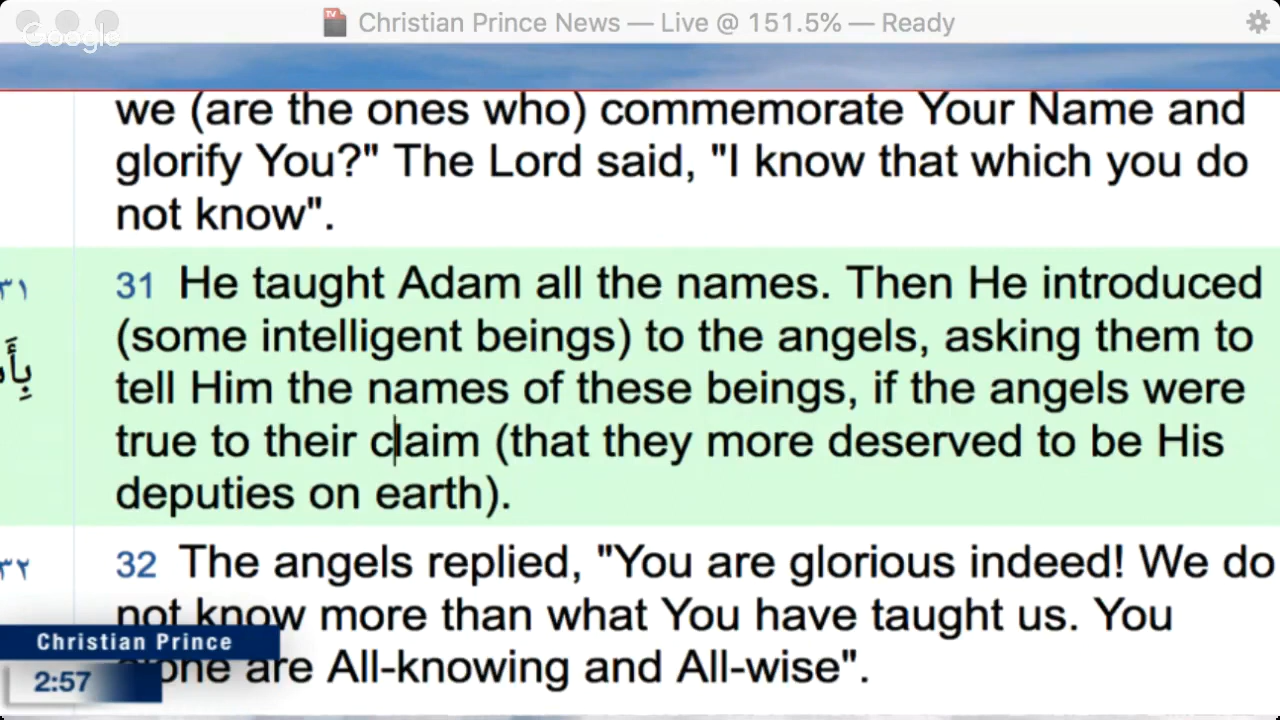 Christian Prince News — Live @ 151.5% — Ready
Google
we (are the ones who) commemorate Your Name and
glorify You?" The Lord said, "I know that which you do
not know".
٣١
31 He taught Adam all the names. Then He introduced
(some intelligent beings) to the angels, asking them to
tell Him the names of these beings, if the angels were
true to their claim (that they more deserved to be His
deputies on earth).
٣٢
32 The angels replied, "You are glorious indeed! We do
not know more than what You have taught us. You
alone are All-knowing and All-wise".
Christian Prince
2:57